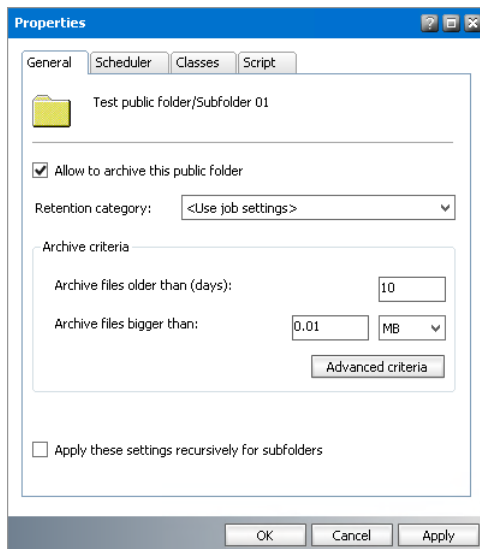 Properties
General Scheduler Classes Script
Test public folder/Subfolder 01
Allow to archive this public folder
Retention category: <Use job settings>
Archive criteria
Archive files older than (days): 10
Archive files bigger than: 0.01 MB
Advanced criteria
Apply these settings recursively for subfolders
OK Cancel Apply